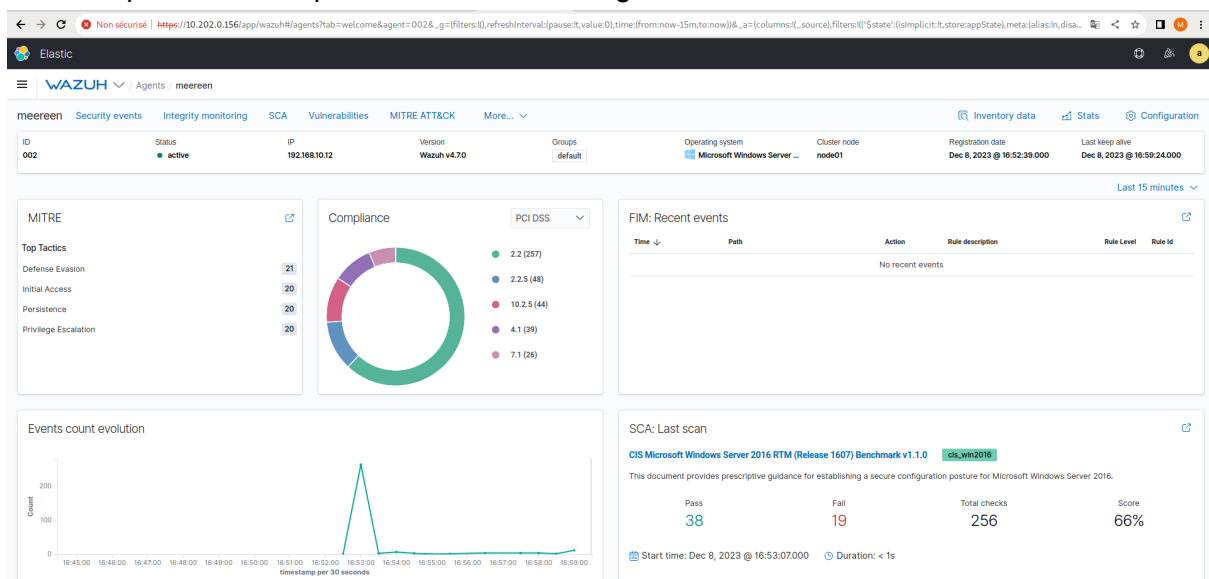 Non sécurisé https://10.202.0.156/app/wazuh#/agents?tab=welcome&agent=002&_g=(filters:!(),refreshInterval:(pause:!t,value:0),time:(from:now-15m,to:now))&_a=(columns:!(_source),filters:!(('$state':(isImplicit:!t,store:appState),meta:(alias:!n,disa...
M
Elastic
a
WAZUH / Agents / meereen
meereen Security events Integrity monitoring SCA Vulnerabilities MITRE ATT&CK More... Inventory data Stats Configuration
ID Status IP Version Groups Operating system Cluster node Registration date Last keep alive
002 active 192.168.10.12 Wazuh v4.7.0 default Microsoft Windows Server ... node01 Dec 8, 2023 @ 16:52:39.000 Dec 8, 2023 @ 16:59:24.000
Last 15 minutes
MITRE
Top Tactics
Defense Evasion 21
Initial Access 20
Persistence 20
Privilege Escalation 20
Compliance PCI DSS
2.2 (257)
2.2.5 (48)
10.2.5 (44)
4.1 (39)
7.1 (26)
FIM: Recent events
Time Path Action Rule description Rule Level Rule Id
No recent events
Events count evolution
200
100
0
Count
16:45:00 16:46:00 16:47:00 16:48:00 16:49:00 16:50:00 16:51:00 16:52:00 16:53:00 16:54:00 16:55:00 16:56:00 16:57:00 16:58:00 16:59:00
timestamp per 30 seconds
SCA: Last scan
CIS Microsoft Windows Server 2016 RTM (Release 1607) Benchmark v1.1.0 cis_win2016
This document provides prescriptive guidance for establishing a secure configuration posture for Microsoft Windows Server 2016.
Pass Fail Total checks Score
38 19 256 66%
Start time: Dec 8, 2023 @ 16:53:07.000 Duration: < 1s